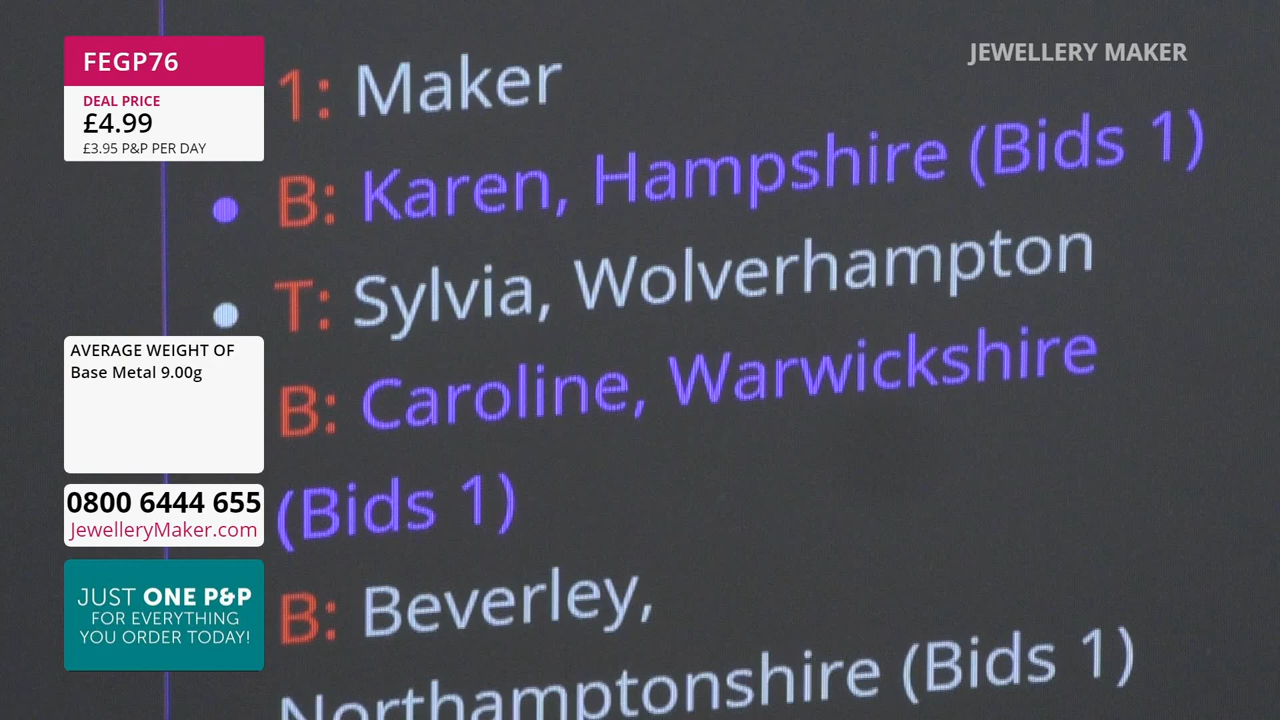 FEGP76
DEAL PRICE
£4.99
£3.95 P&P PER DAY
JEWELLERY MAKER
1: Maker
B: Karen, Hampshire (Bids 1)
T: Sylvia, Wolverhampton
B: Caroline, Warwickshire
(Bids 1)
B: Beverley,
Northamptonshire (Bids 1)
AVERAGE WEIGHT OF
Base Metal 9.00g
0800 6444 655
JewelleryMaker.com
JUST ONE P&P
FOR EVERYTHING
YOU ORDER TODAY!